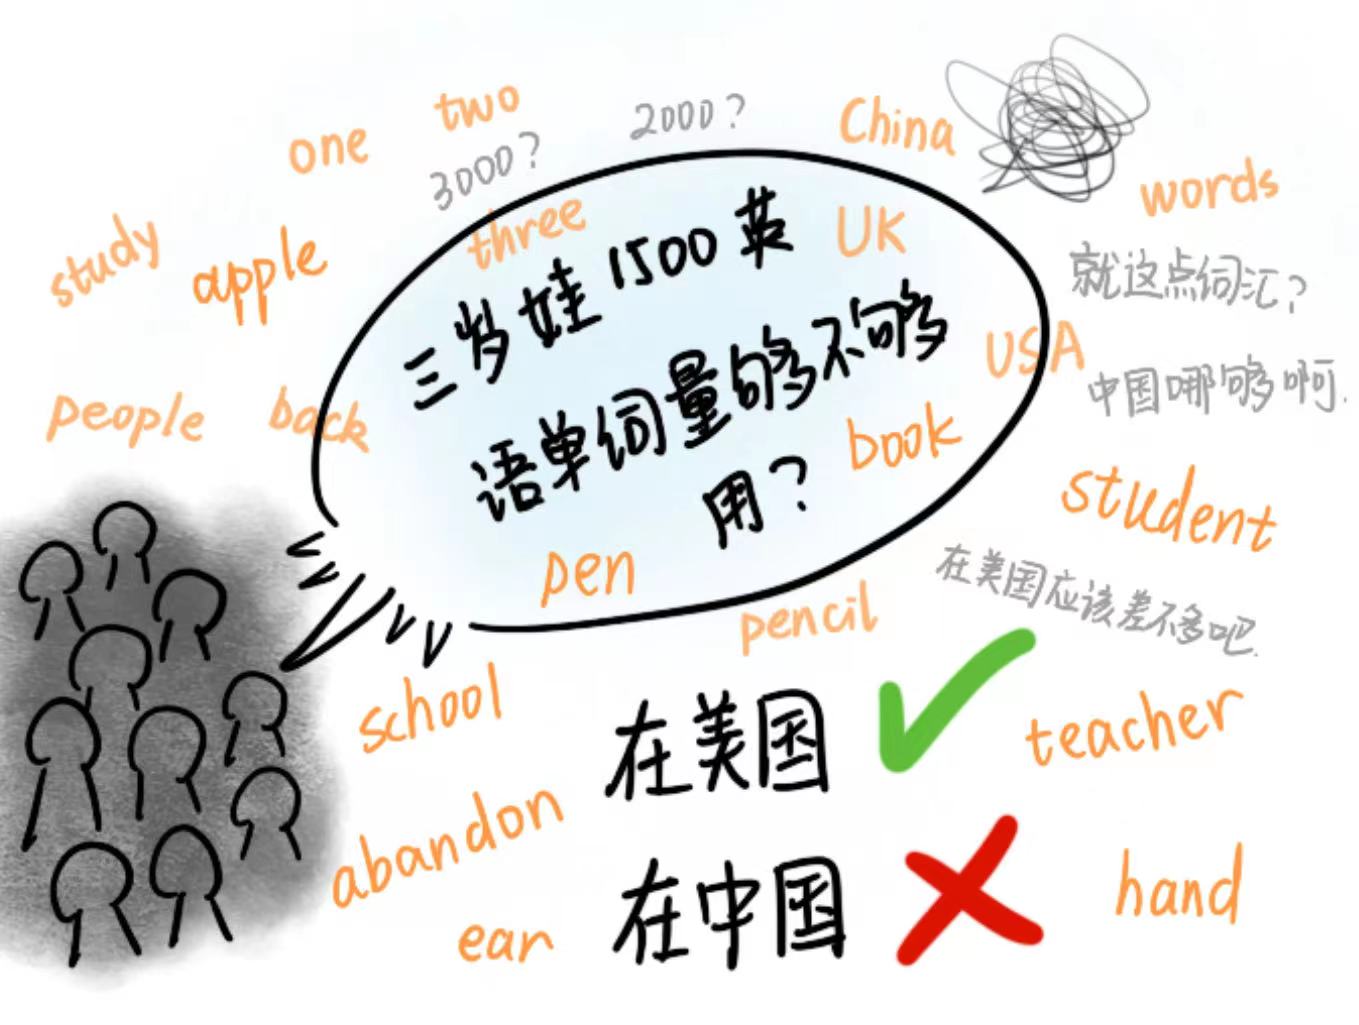 two
one
2000?
China
3000?
words
study
apple
three
UK
三岁娃1500英
语单词量够不够
用?
就这点词汇?
USA
中国哪够啊.
people
back
book
student
pen
在美国应该差不多吧.
pencil
school
在美国
teacher
abandon
在中国
hand
ear